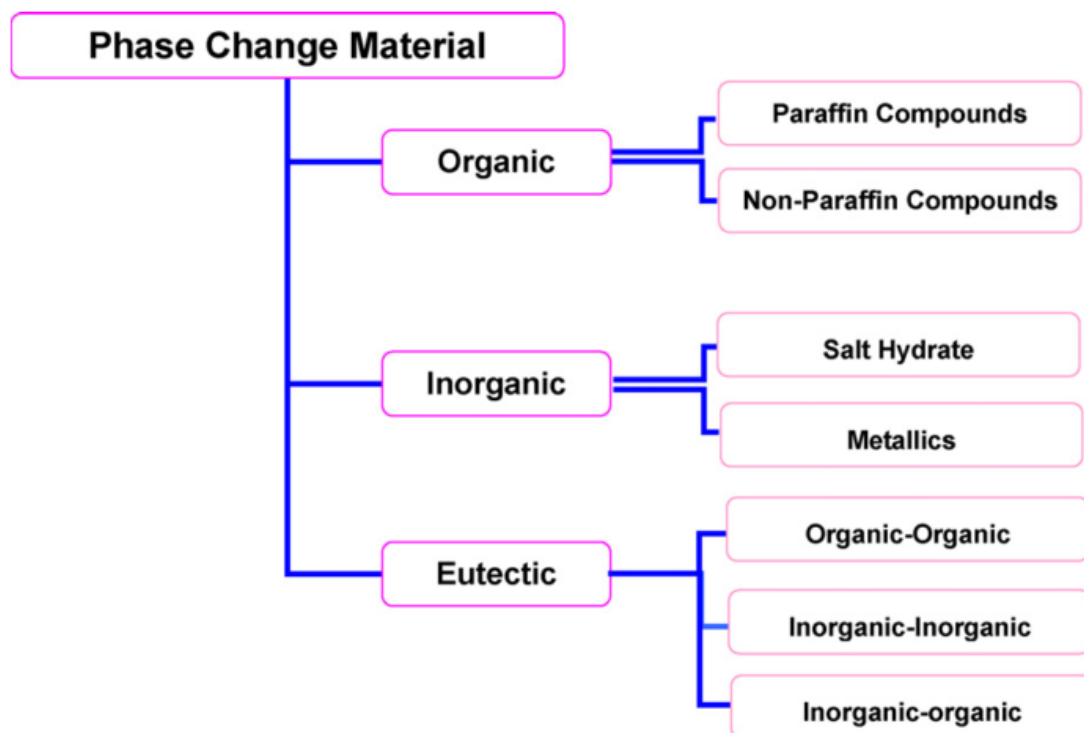 Phase Change Material
Organic
Paraffin Compounds
Non-Paraffin Compounds
Inorganic
Salt Hydrate
Metallics
Eutectic
Organic-Organic
Inorganic-Inorganic
Inorganic-organic